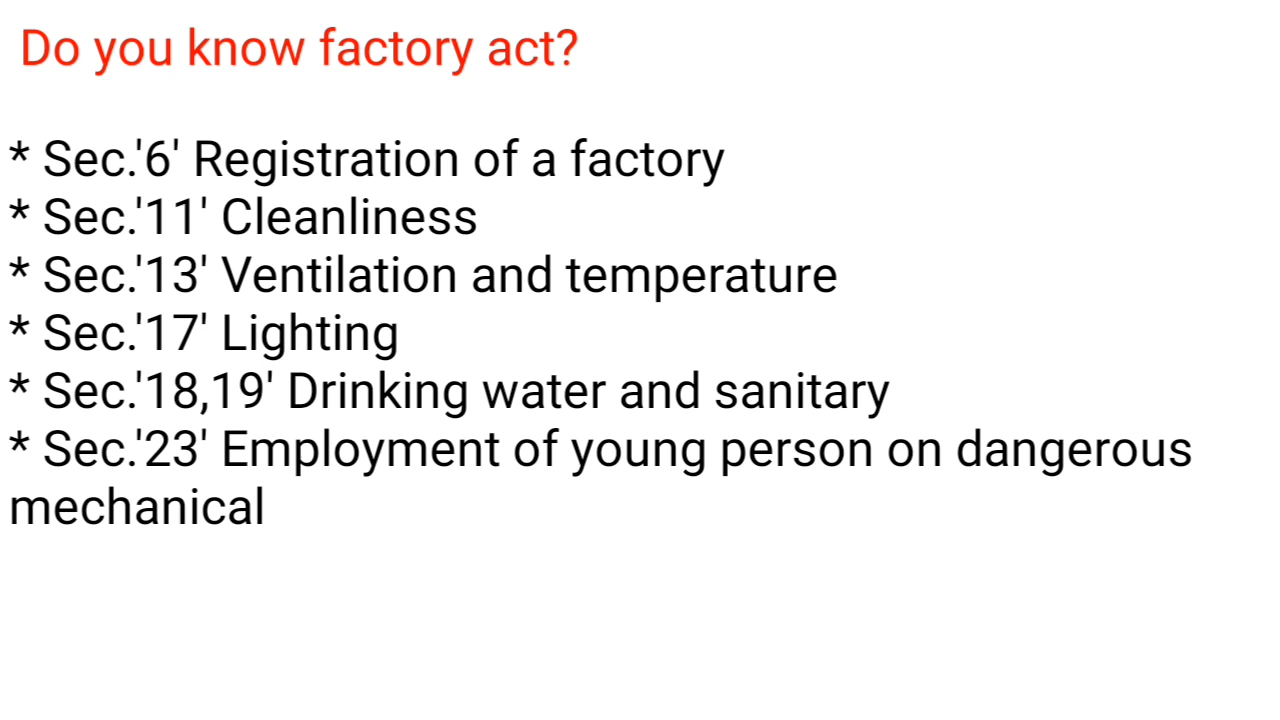 Do you know factory act?
* Sec.'6' Registration of a factory
* Sec.'11' Cleanliness
* Sec.'13' Ventilation and temperature
* Sec.'17' Lighting
* Sec.'18,19' Drinking water and sanitary
* Sec.'23' Employment of young person on dangerous
mechanical